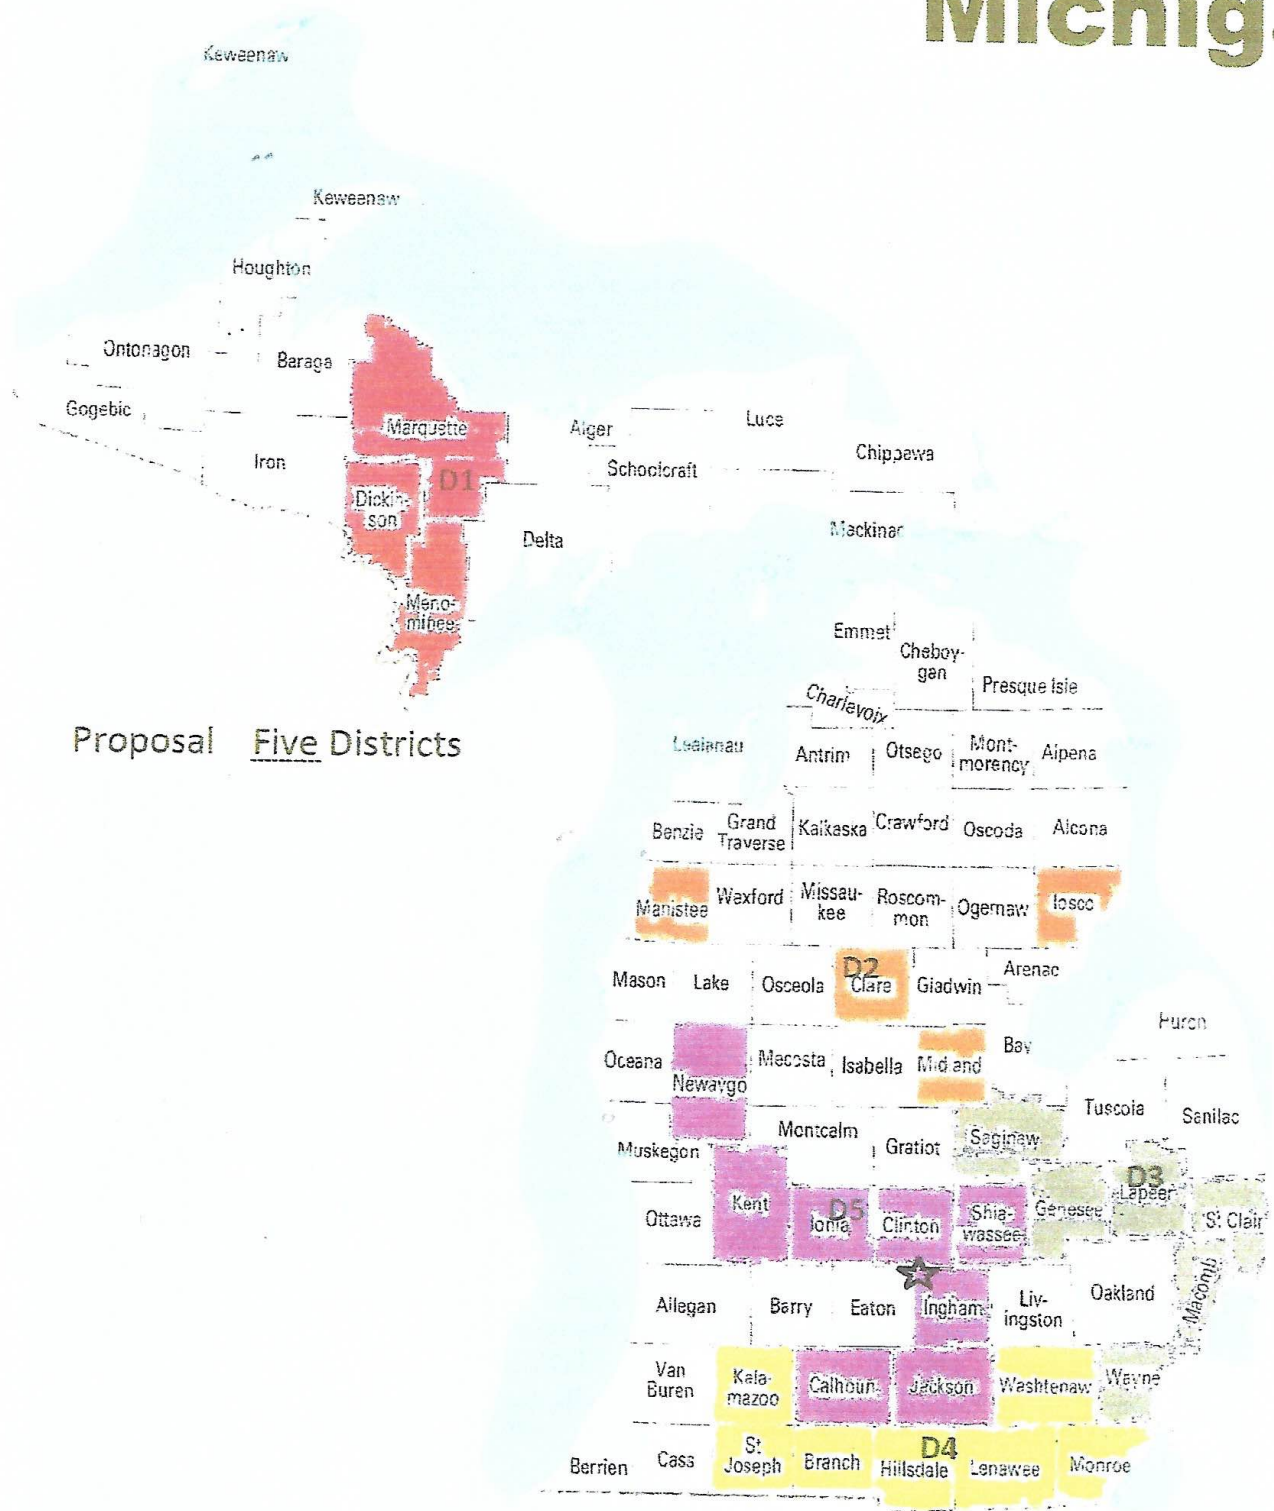 Michig
Keweenaw
Keweenaw
Houghton
Ontonagon
Baraga
Gogebic
Marquette
Alger
Luce
Iron
Schoolcraft
Chippewa
D1
Dickin-
son
Delta
Mackinac
Meno-
minee
Emmet
Cheboy-
gan
Presque Isle
Charlevoix
Proposal Five Districts
Leelanau
Antrim
Otsego
Mont-
morency
Alpena
Benzie
Grand
Traverse
Kalkaska
Crawford
Oscoda
Alcona
Manistee
Wexford
Missau-
kee
Roscom-
mon
Ogemaw
Iosco
Mason
Lake
Osceola
D2
Clare
Gladwin
Arenac
Huron
Oceana
Newaygo
Mecosta
Isabella
Midland
Bay
Tuscola
Sanilac
Muskegon
Montcalm
Gratiot
Saginaw
Ottawa
Kent
D5
Ionia
Clinton
Shia-
wassee
Genesee
D3
Lapeer
St. Clair
Allegan
Barry
Eaton
Ingham
Liv-
ingston
Oakland
Macomb
Van
Buren
Kala-
mazoo
Calhoun
Jackson
Washtenaw
Wayne
Berrien
Cass
St
Joseph
Branch
D4
Hillsdale
Lenawee
Monroe